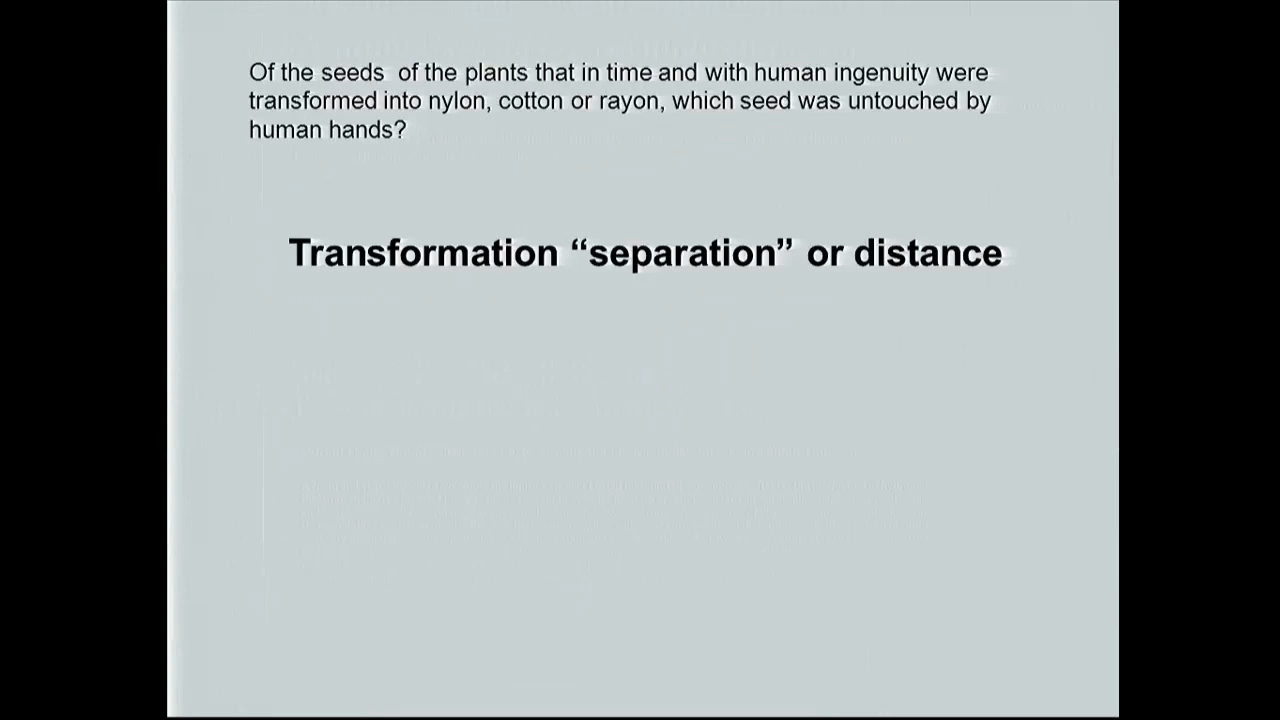 Of the seeds  of the plants that in time and with human ingenuity were
transformed into nylon, cotton or rayon, which seed was untouched by
human hands?
Transformation “separation” or distance